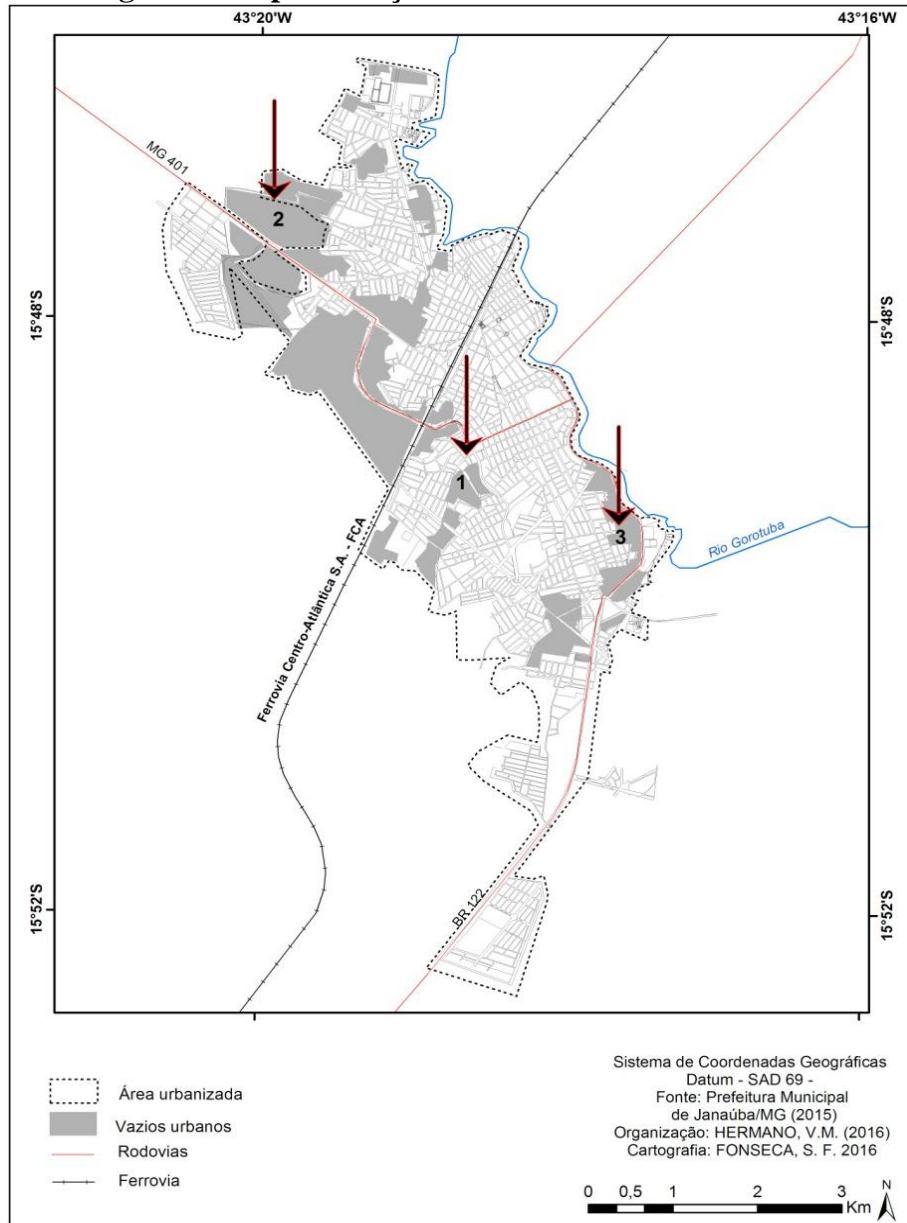 43°20'W
43°16'W
MG 401
2
15°48'S
15°48'S
1
3
Rio Gorotuba
Ferrovia Centro-Atlântica S.A. - FCA
15°52'S
15°52'S
BR 122
Área urbanizada
Vazios urbanos
Rodovias
Ferrovia
Sistema de Coordenadas Geográficas
Datum - SAD 69 -
Fonte: Prefeitura Municipal
de Janaúba/MG (2015)
Organização: HERMANO, V.M. (2016)
Cartografia: FONSECA, S. F. 2016
0 0,5 1 2 3
Km
N